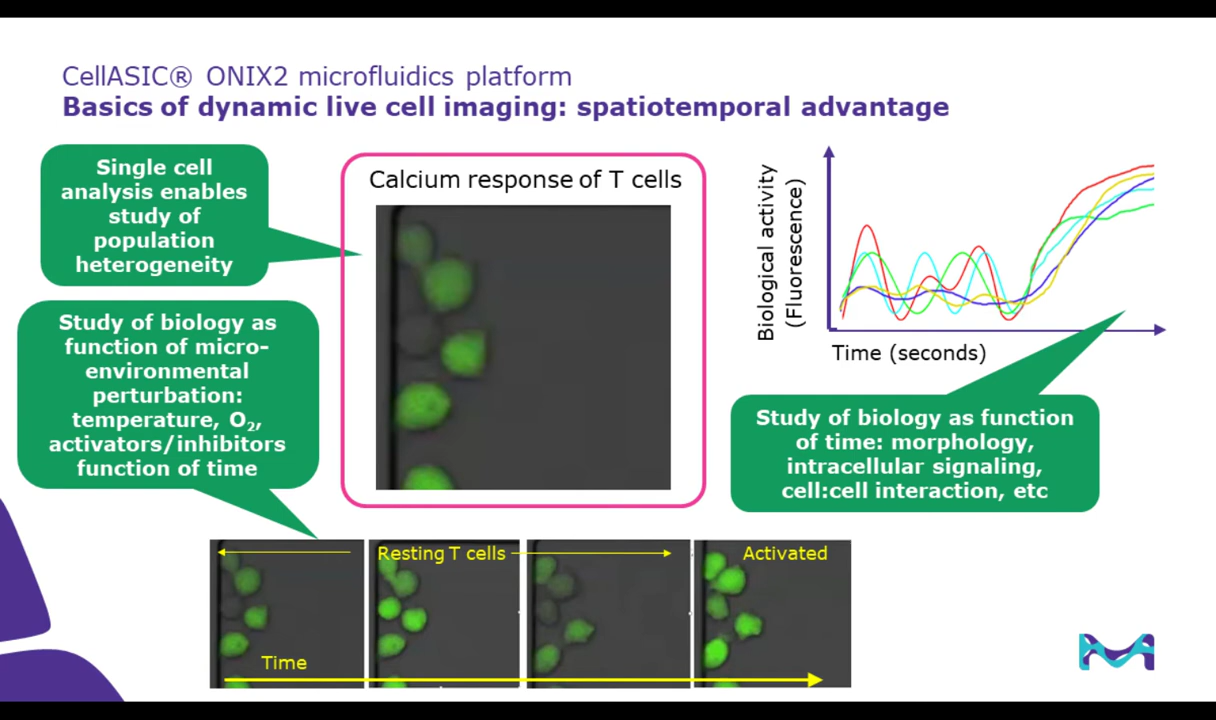 CellASIC® ONIX2 microfluidics platform
Basics of dynamic live cell imaging: spatiotemporal advantage
Single cell
analysis enables
study of
population
heterogeneity
Study of biology as
function of micro-
environmental
perturbation:
temperature, O₂,
activators/inhibitors
function of time
Calcium response of T cells
Biological activity
(Fluorescence)
Time (seconds)
Study of biology as function
of time: morphology,
intracellular signaling,
cell:cell interaction, etc
Resting T cells
Activated
Time